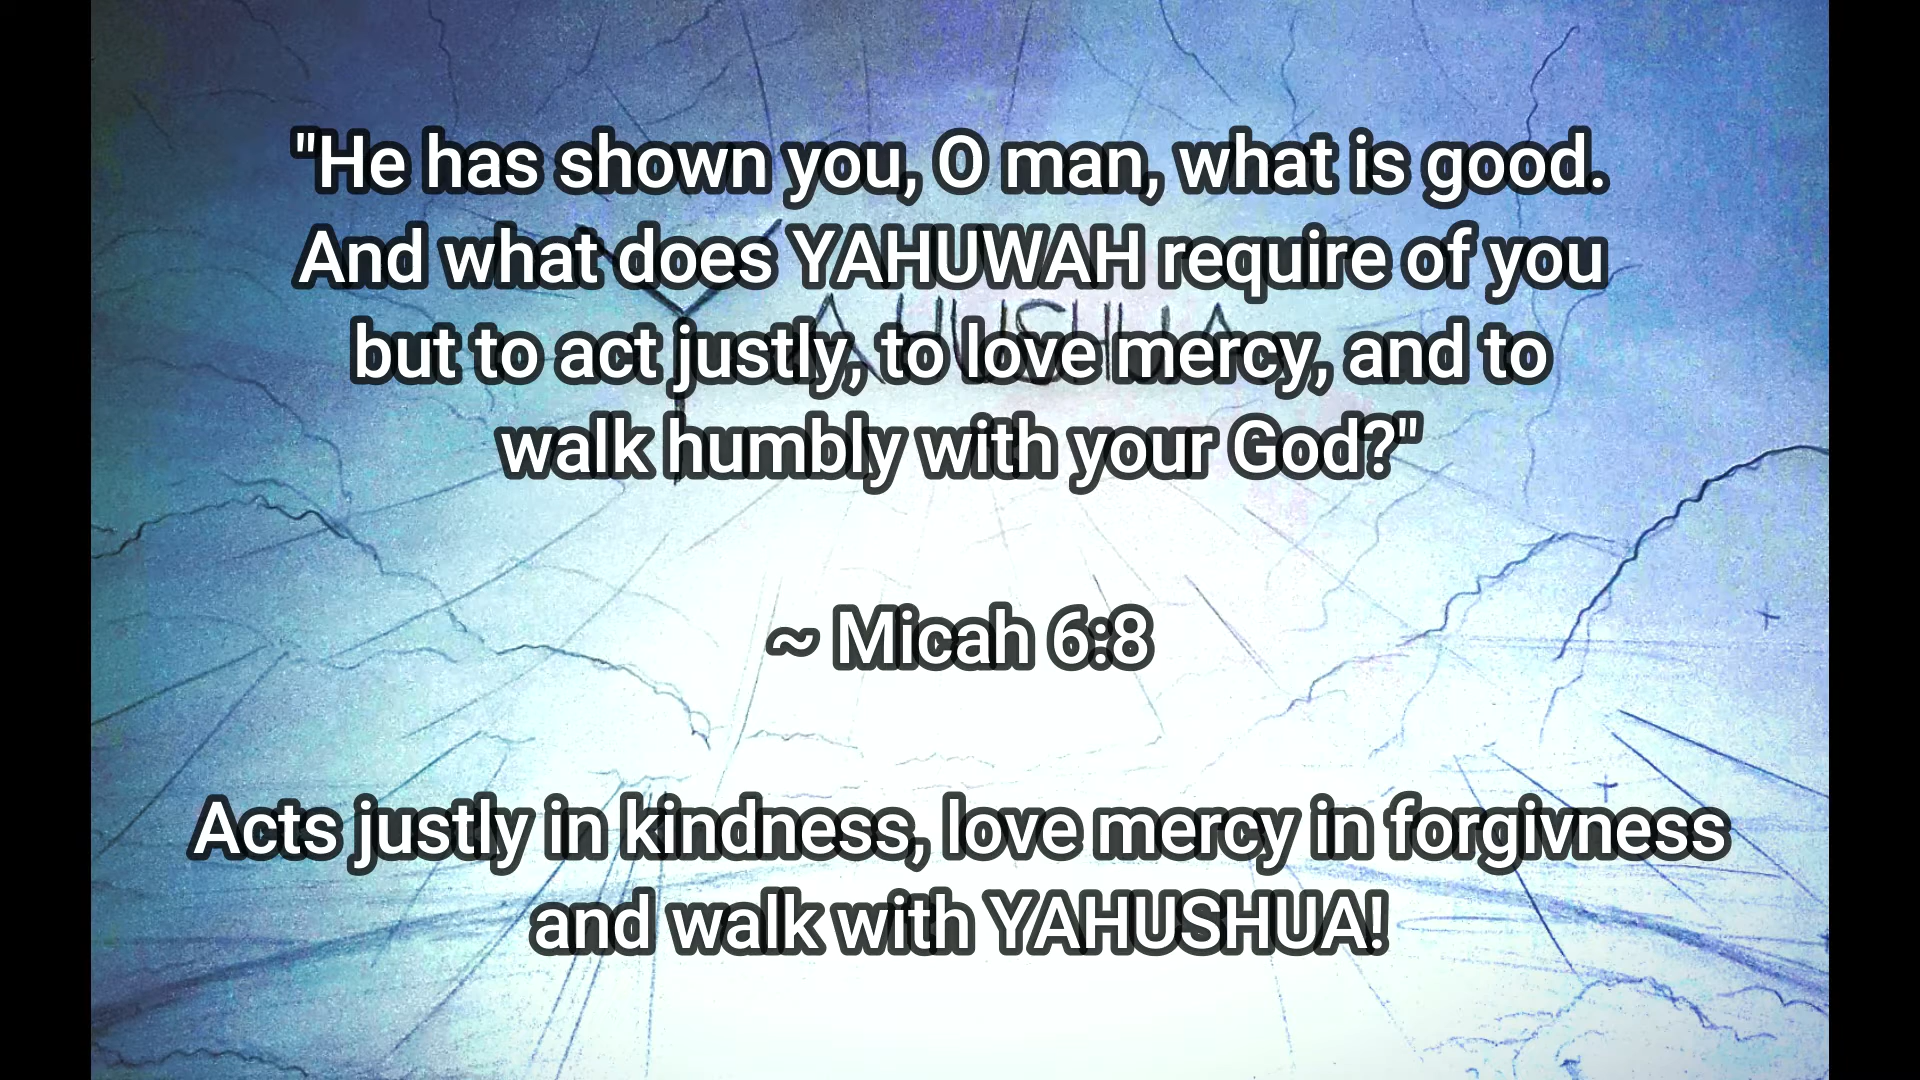 "He has shown you, O man, what is good.
And what does YAHUWAH require of you
YAHUSHUA
but to act justly, to love mercy, and to
walk humbly with your God?"
~ Micah 6:8
Acts justly in kindness, love mercy in forgivness
and walk with YAHUSHUA!